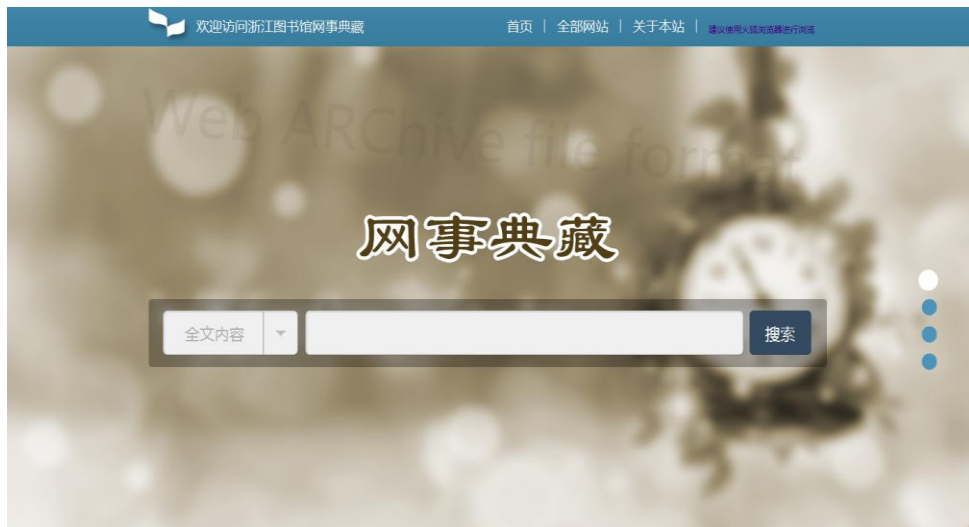 欢迎访问浙江图书馆网事典藏
首页 | 全部网站 | 关于本站 | 建议使用火狐浏览器进行浏览
Web ARChive file format
网事典藏
全文内容
搜索